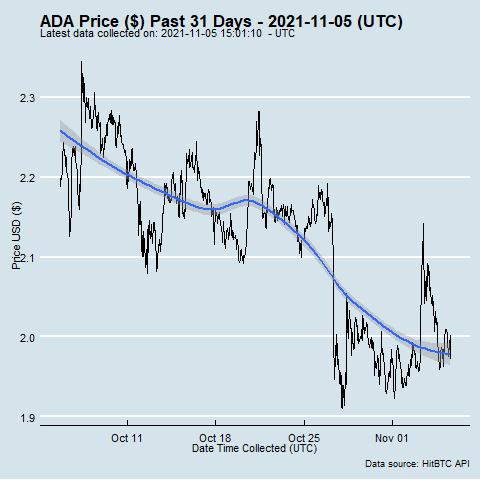 ADA Price ($) Past 31 Days - 2021-11-05 (UTC)
Latest data collected on: 2021-11-05 15:01:10 - UTC
Price USD ($)
2.3
2.2
2.1
2.0
1.9
Oct 11 Oct 18 Oct 25 Nov 01
Date Time Collected (UTC)
Data source: HitBTC API